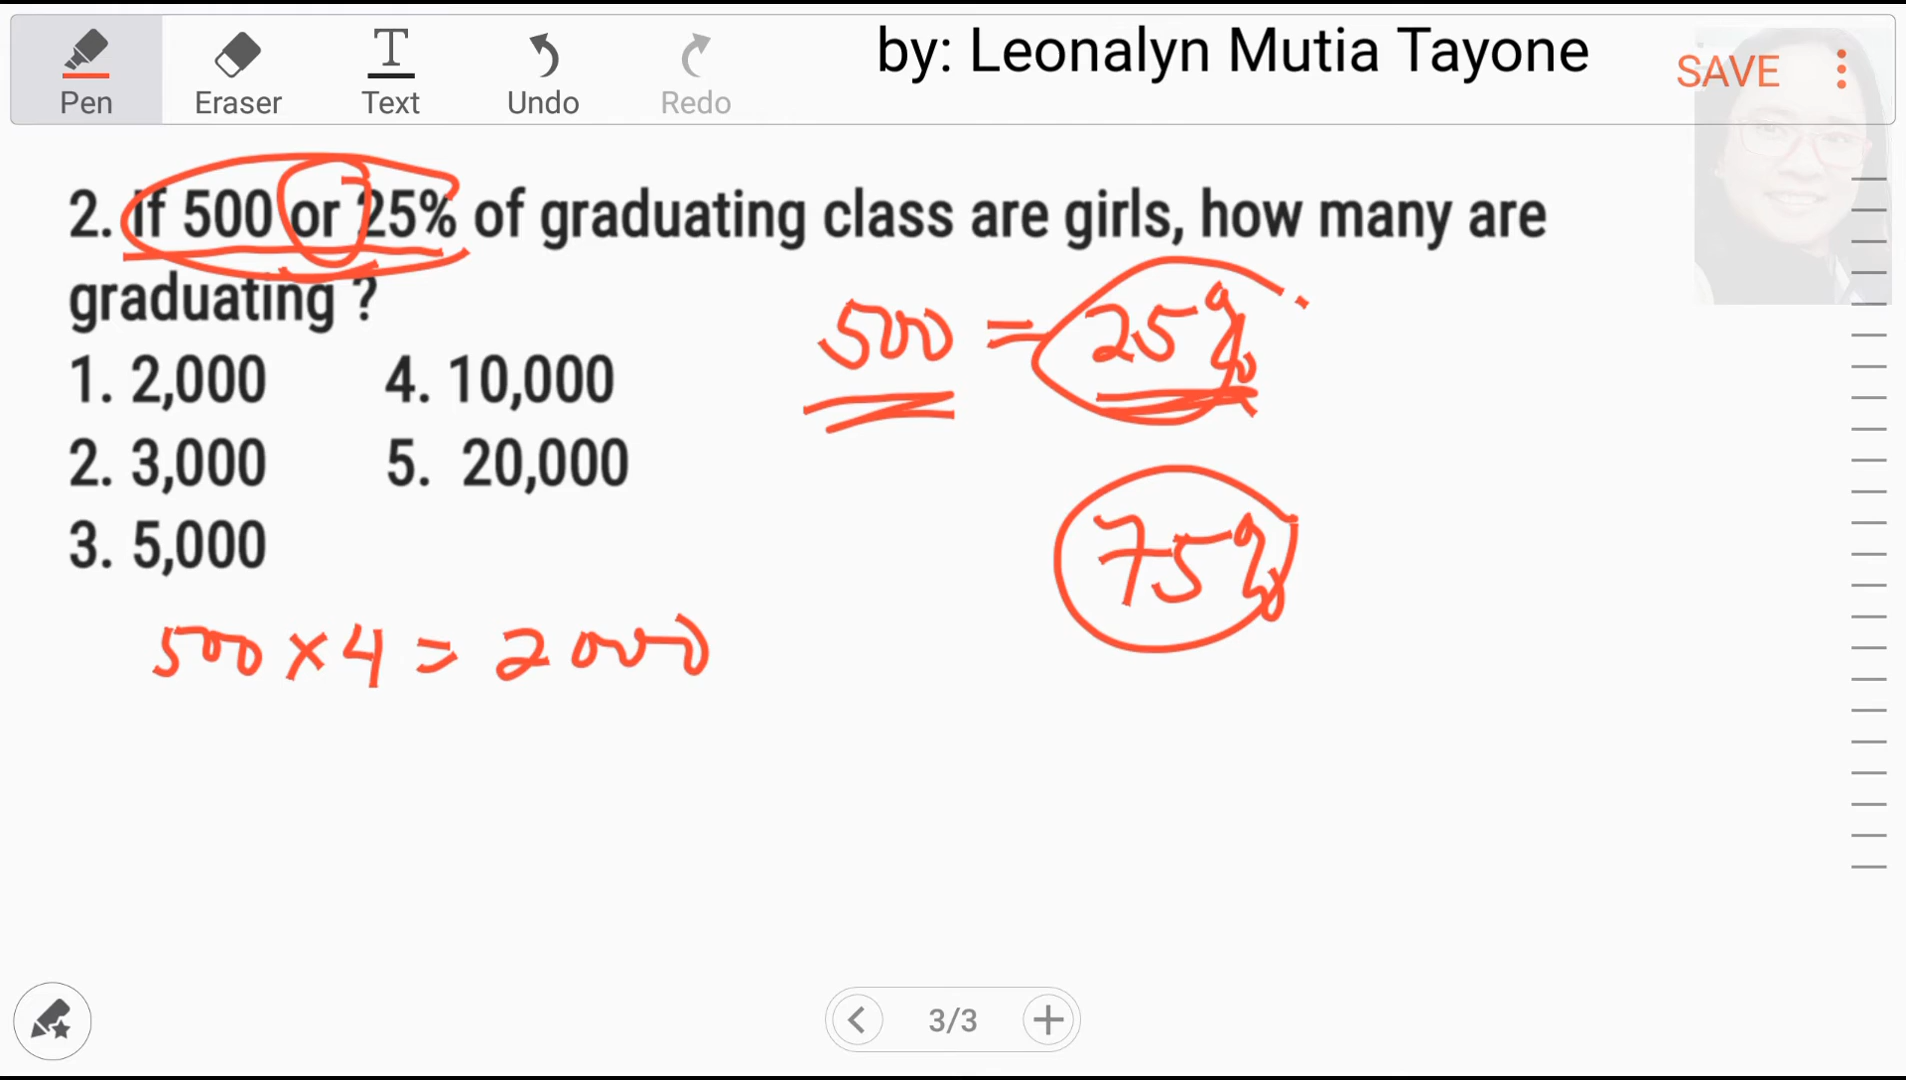 Pen
Eraser
Text
Undo
Redo
by: Leonalyn Mutia Tayone
SAVE
2. If 500 or 25% of graduating class are girls, how many are
graduating ?
500 = 25%
1. 2,000 4. 10,000
2. 3,000 5. 20,000
3. 5,000
75%
500 × 4 = 2000
3/3